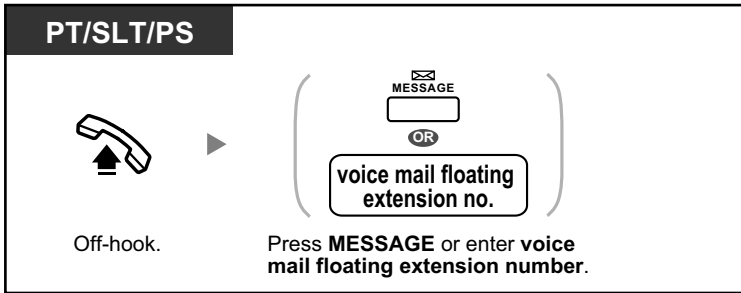 PT/SLT/PS
MESSAGE
OR
voice mail floating
extension no.
Off-hook.
Press MESSAGE or enter voice
mail floating extension number.